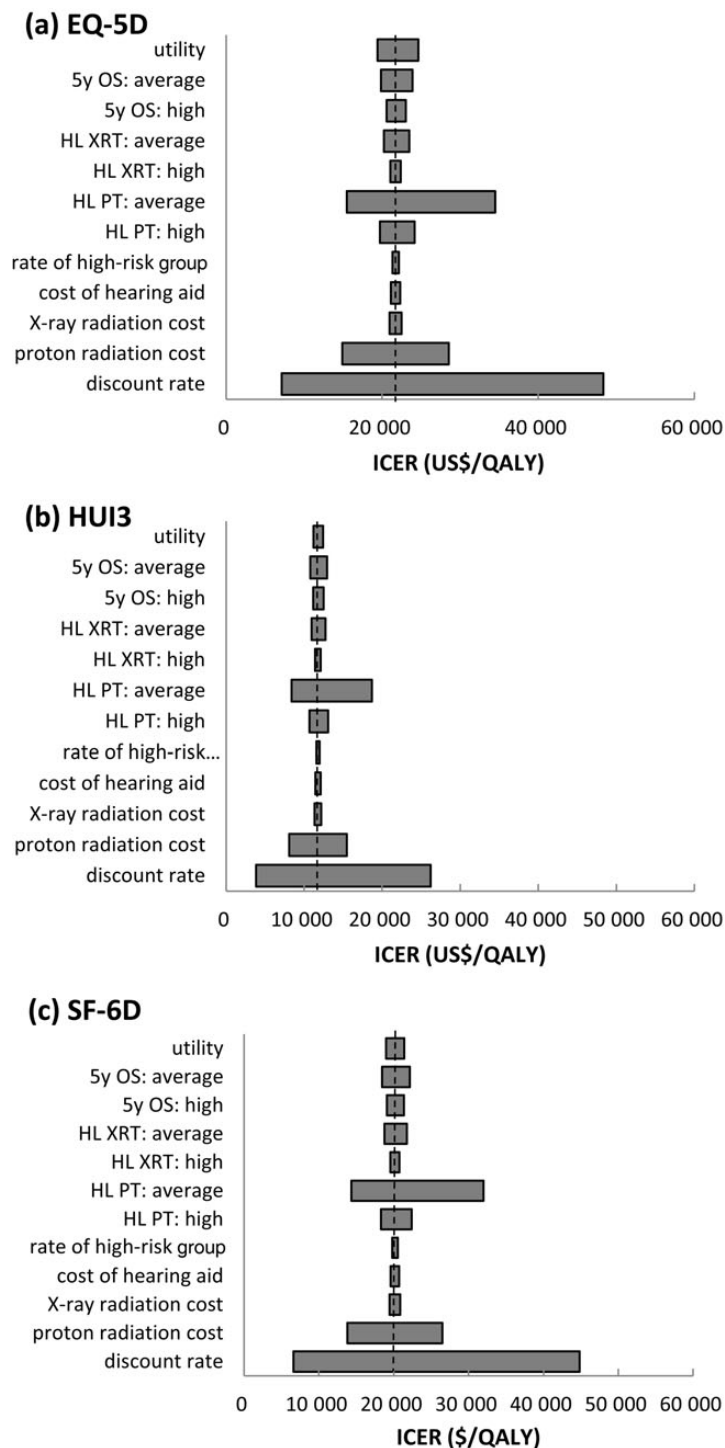 (a) EQ-5D
utility
5y OS: average
5y OS: high
HL XRT: average
HL XRT: high
HL PT: average
HL PT: high
rate of high-risk group
cost of hearing aid
X-ray radiation cost
proton radiation cost
discount rate
0 20 000 40 000 60 000
ICER (US$/QALY)
(b) HUI3
utility
5y OS: average
5y OS: high
HL XRT: average
HL XRT: high
HL PT: average
HL PT: high
rate of high-risk...
cost of hearing aid
X-ray radiation cost
proton radiation cost
discount rate
0 10 000 20 000 30 000 40 000 50 000 60 000
ICER (US$/QALY)
(c) SF-6D
utility
5y OS: average
5y OS: high
HL XRT: average
HL XRT: high
HL PT: average
HL PT: high
rate of high-risk group
cost of hearing aid
X-ray radiation cost
proton radiation cost
discount rate
0 10 000 20 000 30 000 40 000 50 000 60 000
ICER ($/QALY)